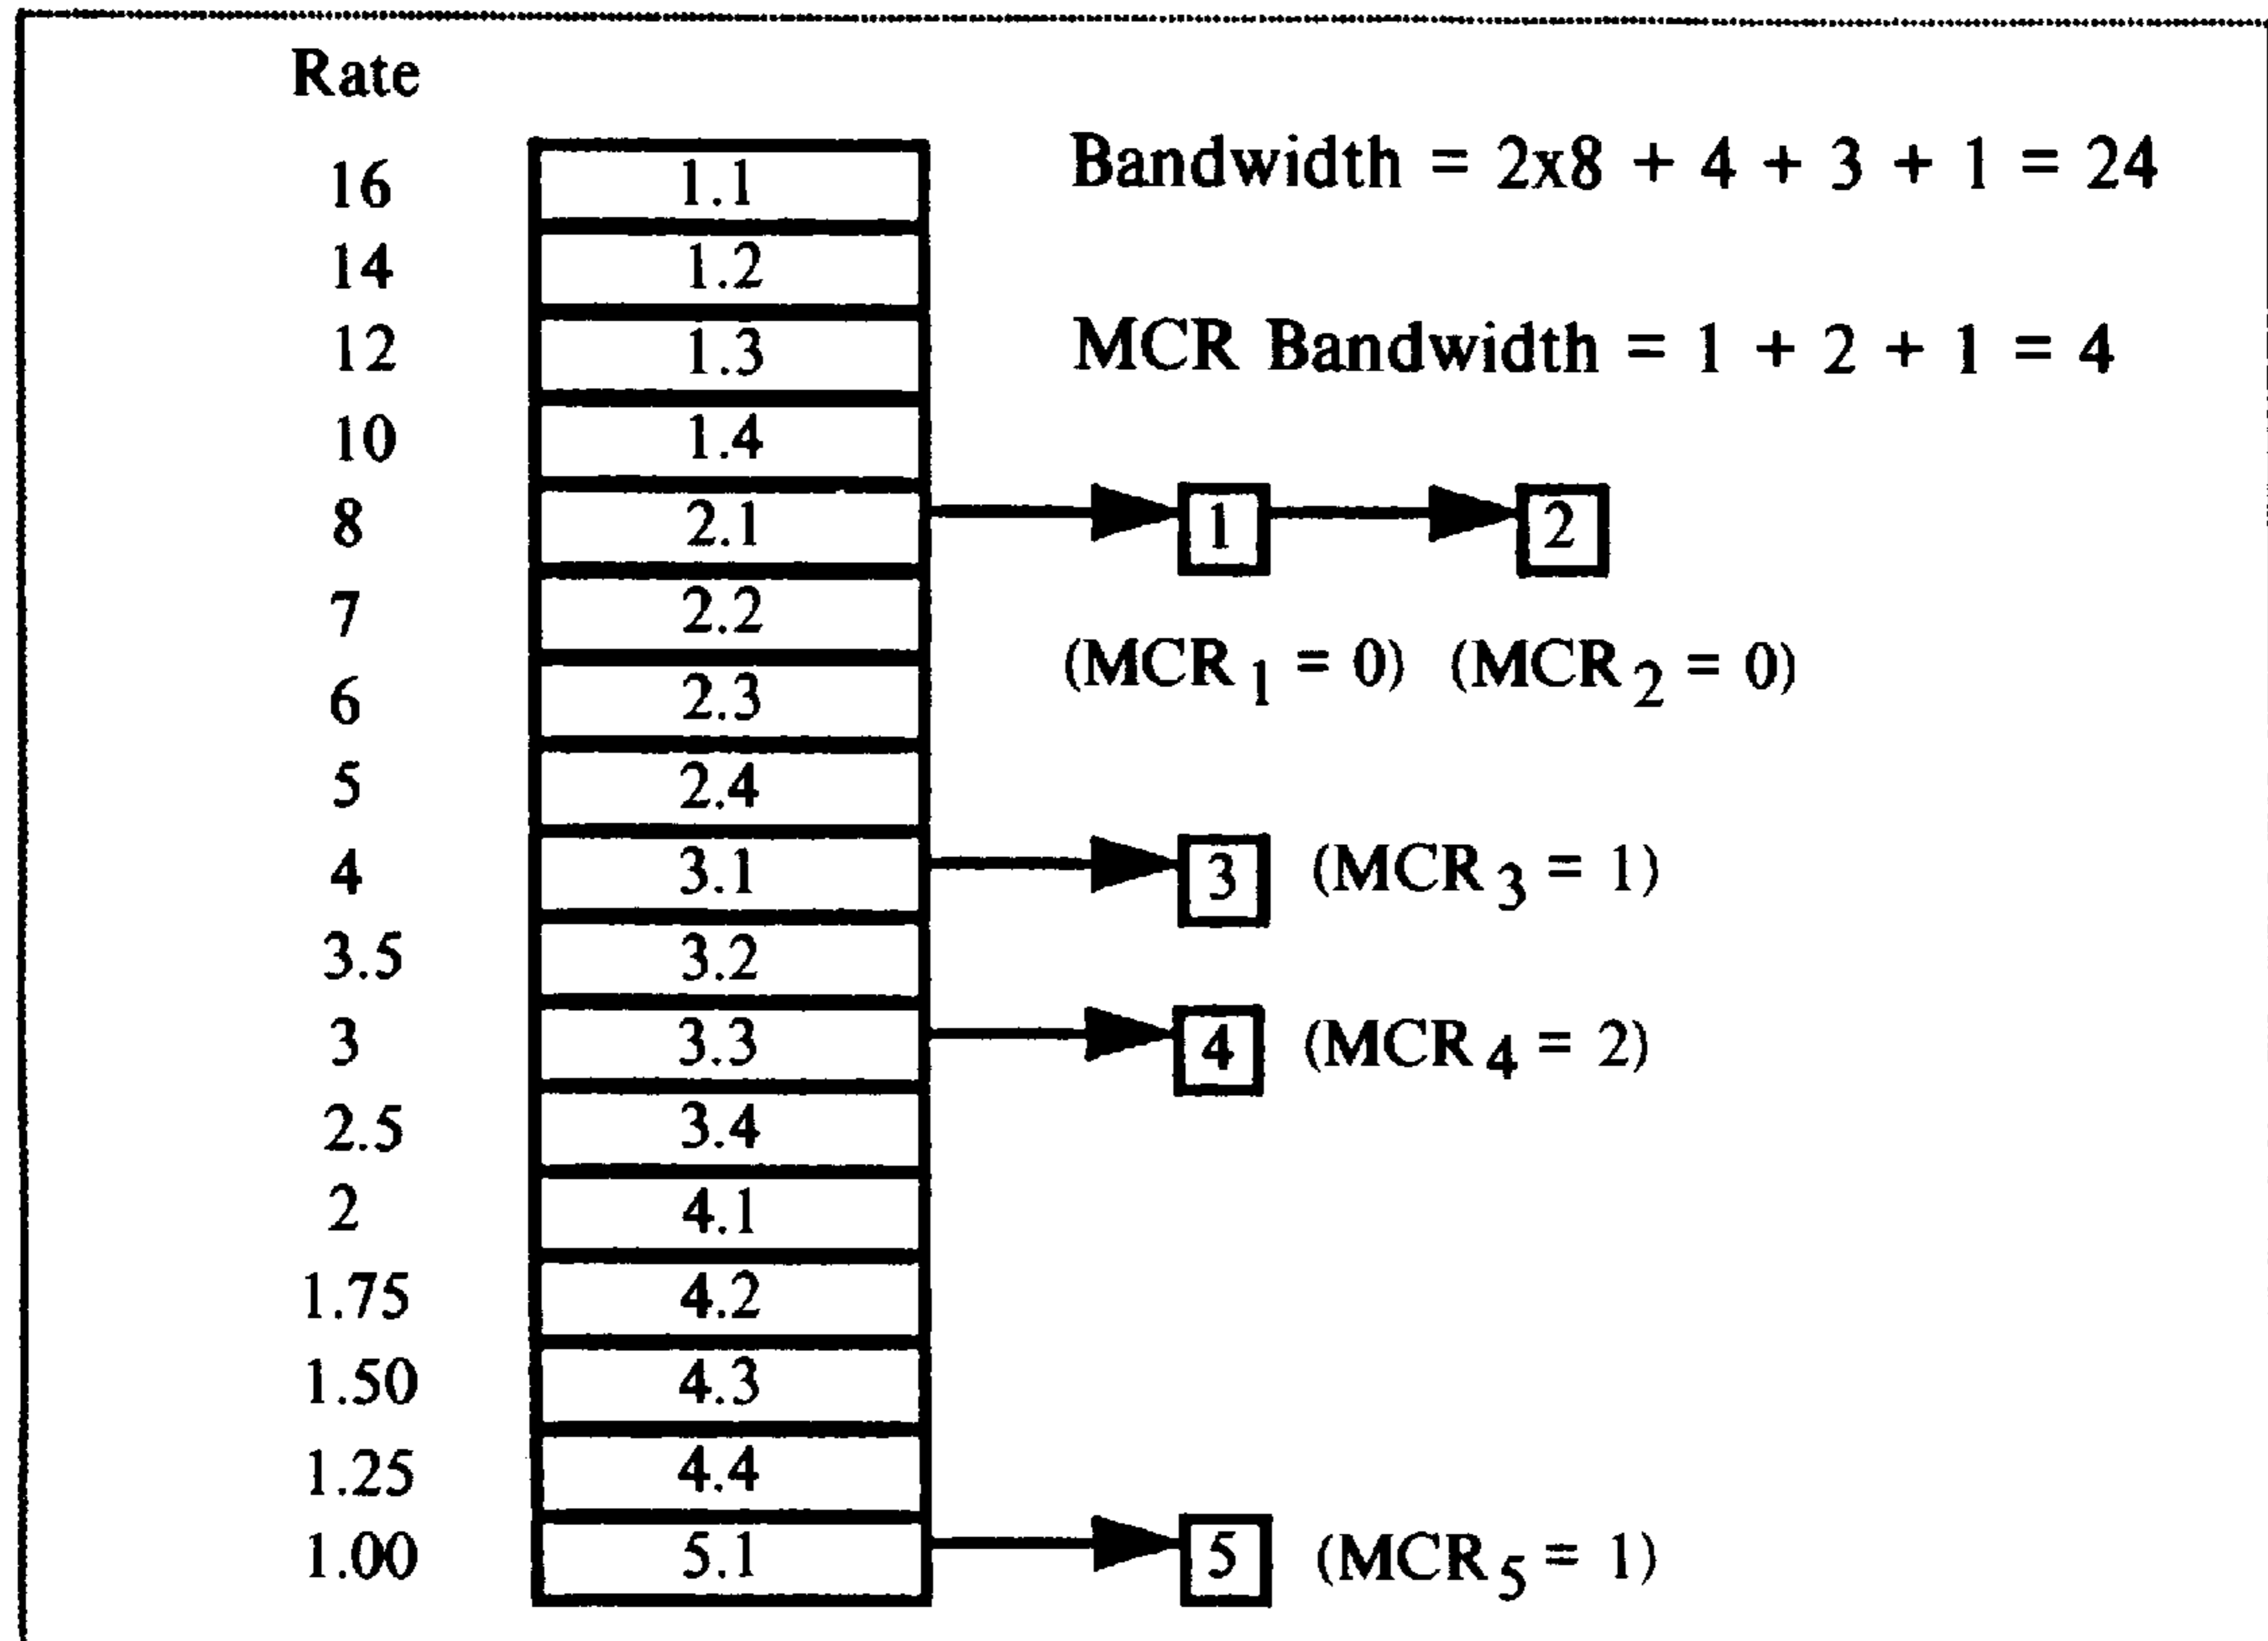 Rate
16 1.1 Bandwidth = 2x8 + 4 + 3 + 1 = 24
14 1.2
12 1.3 MCR Bandwidth = 1 + 2 + 1 = 4
10 1.4
8 2.1 1 2
7 2.2
(MCR 1 = 0) (MCR 2 = 0)
6 2.3
5 2.4
4 3.1 3 (MCR 3 = 1)
3.5 3.2
3 3.3 4 (MCR 4 = 2)
2.5 3.4
2 4.1
1.75 4.2
1.50 4.3
1.25 4.4
1.00 5.1 5 (MCR 5 = 1)